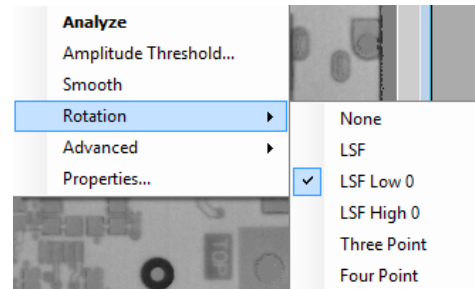 Analyze
Amplitude Threshold...
Smooth
Rotation
Advanced
Properties...
None
LSF
LSF Low 0
LSF High 0
Three Point
Four Point
TOP